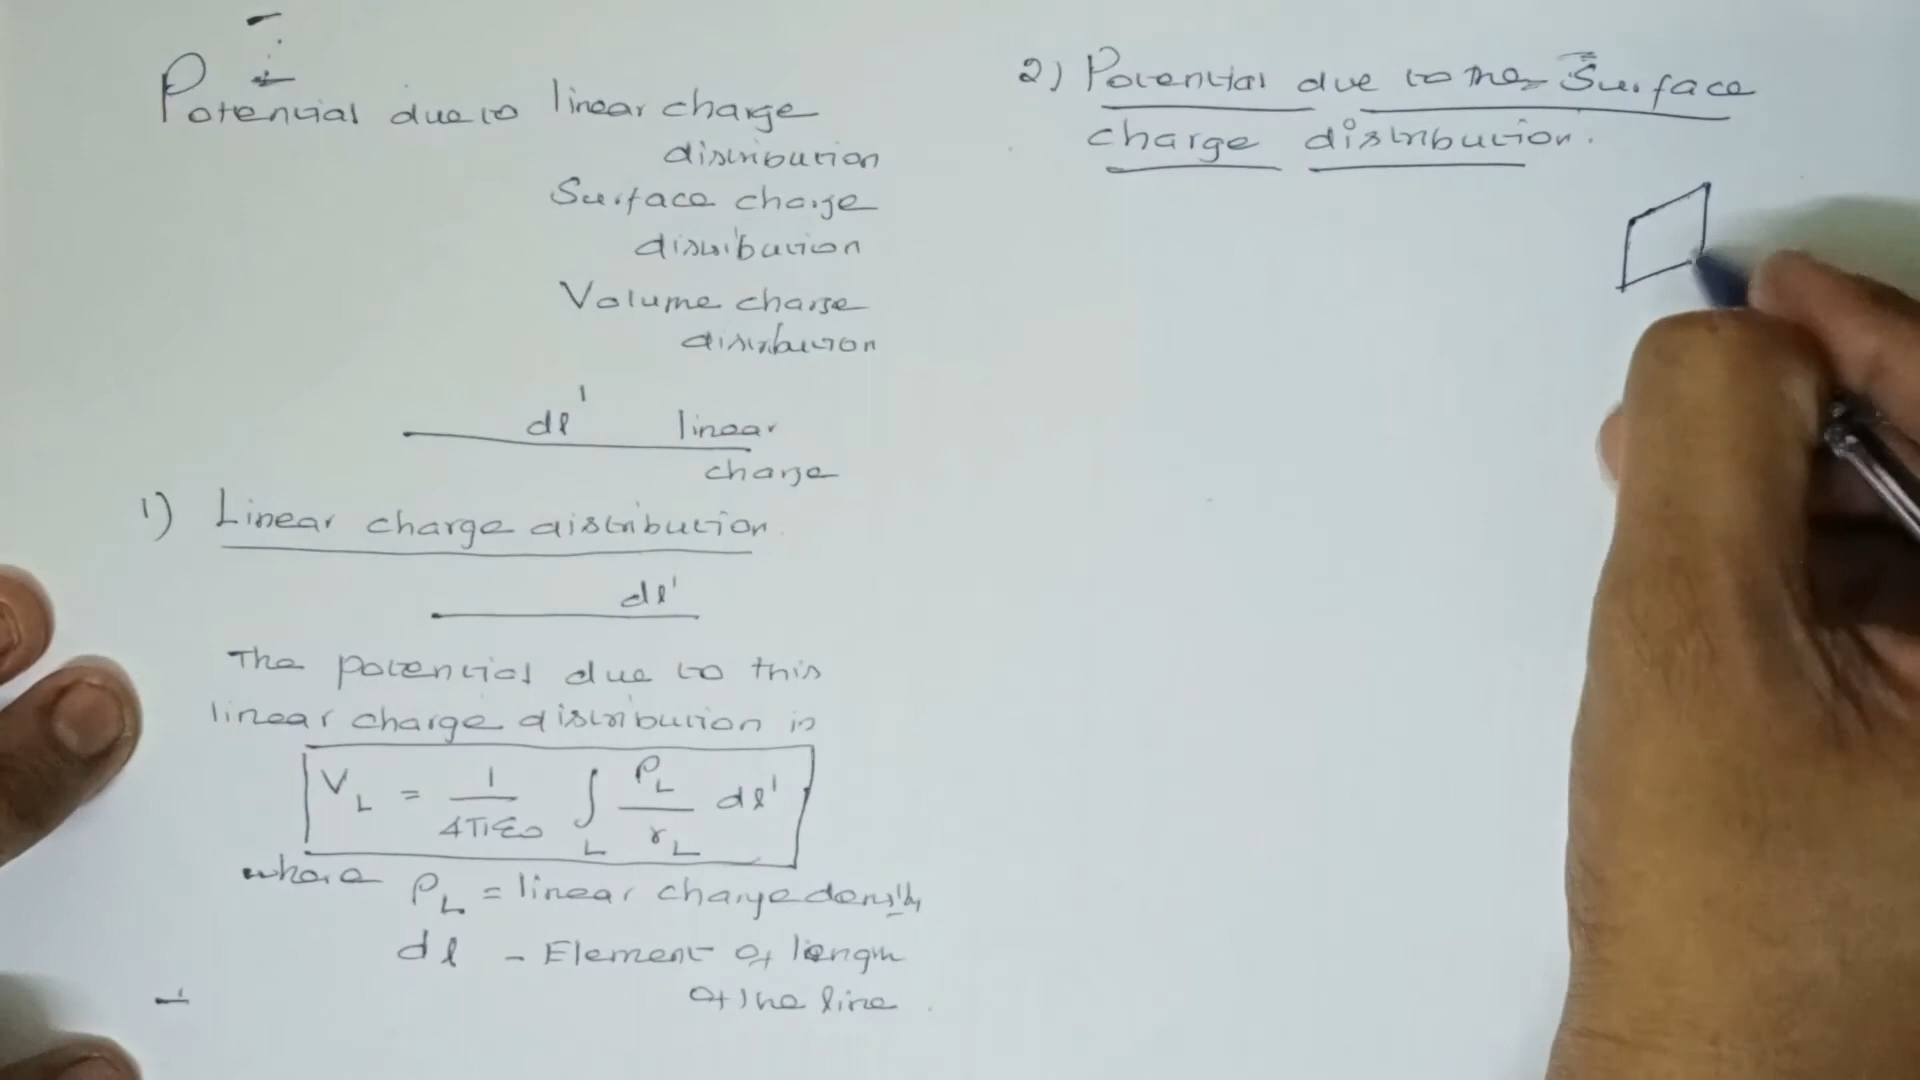 Potential due to linear charge
distribution
Surface charge
distribution
Volume charge
distribution
dl'
linear
charge
1) Linear charge distribution
dl'
The potential due to this
linear charge distribution is
V_L = 1/4πε₀ ∫_L ρ_L/r_L dl'
where ρ_L = linear charge density
dl - Element of length
of the line
2) Potential due to the Surface
charge distribution.